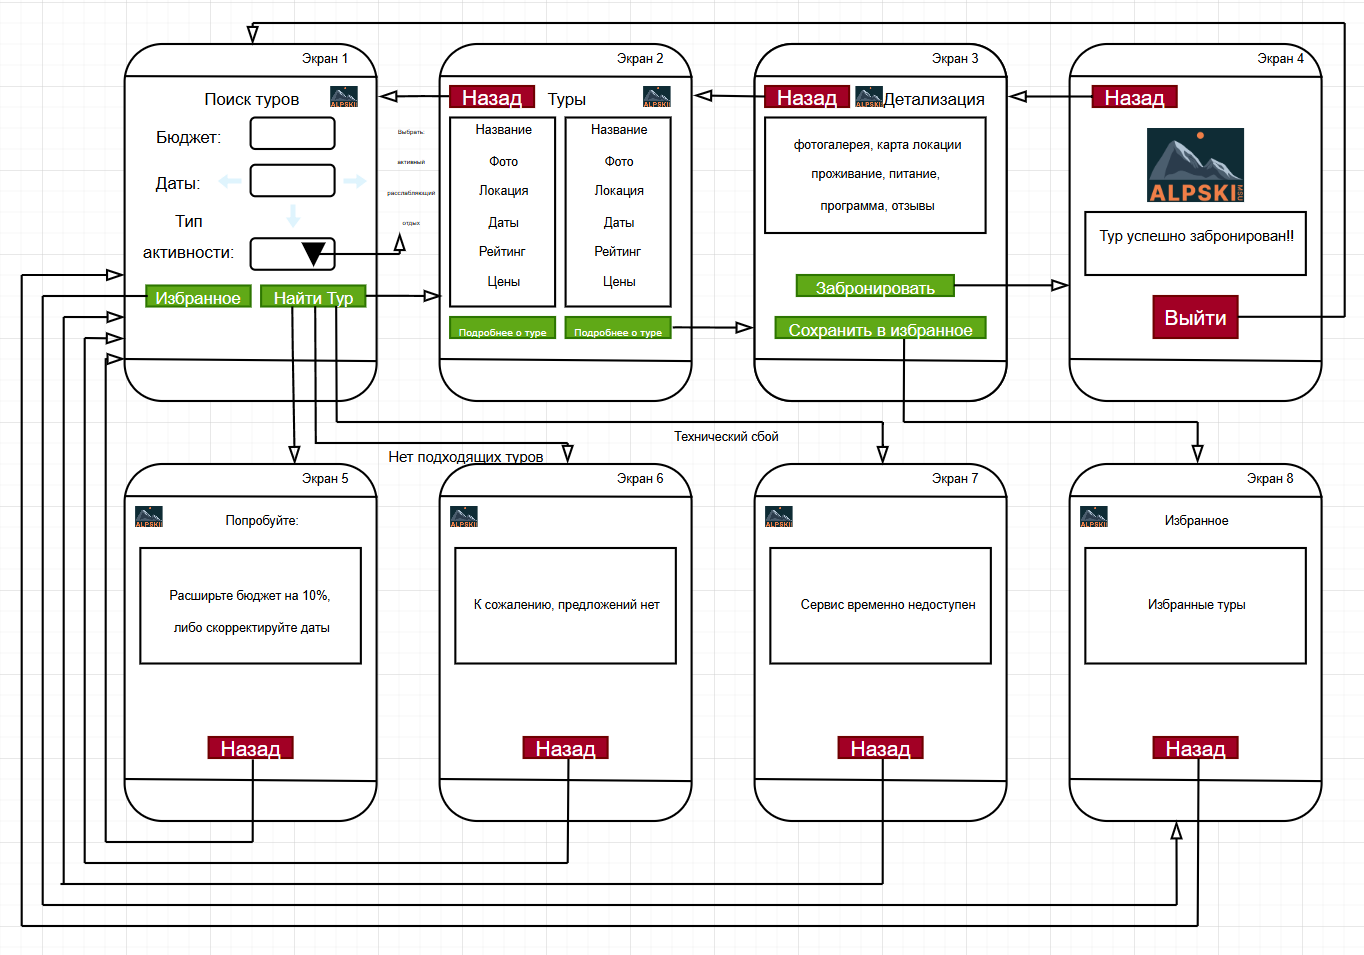 Экран 1
Поиск туров
ALPSKI
Бюджет:
Даты:
Тип
активности:
Избранное
Найти Тур
Выбрать:
активный
расслабляющий
отдых
Экран 2
Назад
Туры
ALPSKI
Название
Фото
Локация
Даты
Рейтинг
Цены
Подробнее о туре
Название
Фото
Локация
Даты
Рейтинг
Цены
Подробнее о туре
Экран 3
Назад
ALPSKI
Детализация
фотогалерея, карта локации
проживание, питание,
программа, отзывы
Забронировать
Сохранить в избранное
Экран 4
Назад
ALPSKI
MSU
Тур успешно забронирован!!
Выйти
Технический сбой
Нет подходящих туров
Экран 5
ALPSKI
Попробуйте:
Расширьте бюджет на 10%,
либо скорректируйте даты
Назад
Экран 6
ALPSKI
К сожалению, предложений нет
Назад
Экран 7
ALPSKI
Сервис временно недоступен
Назад
Экран 8
ALPSKI
Избранное
Избранные туры
Назад